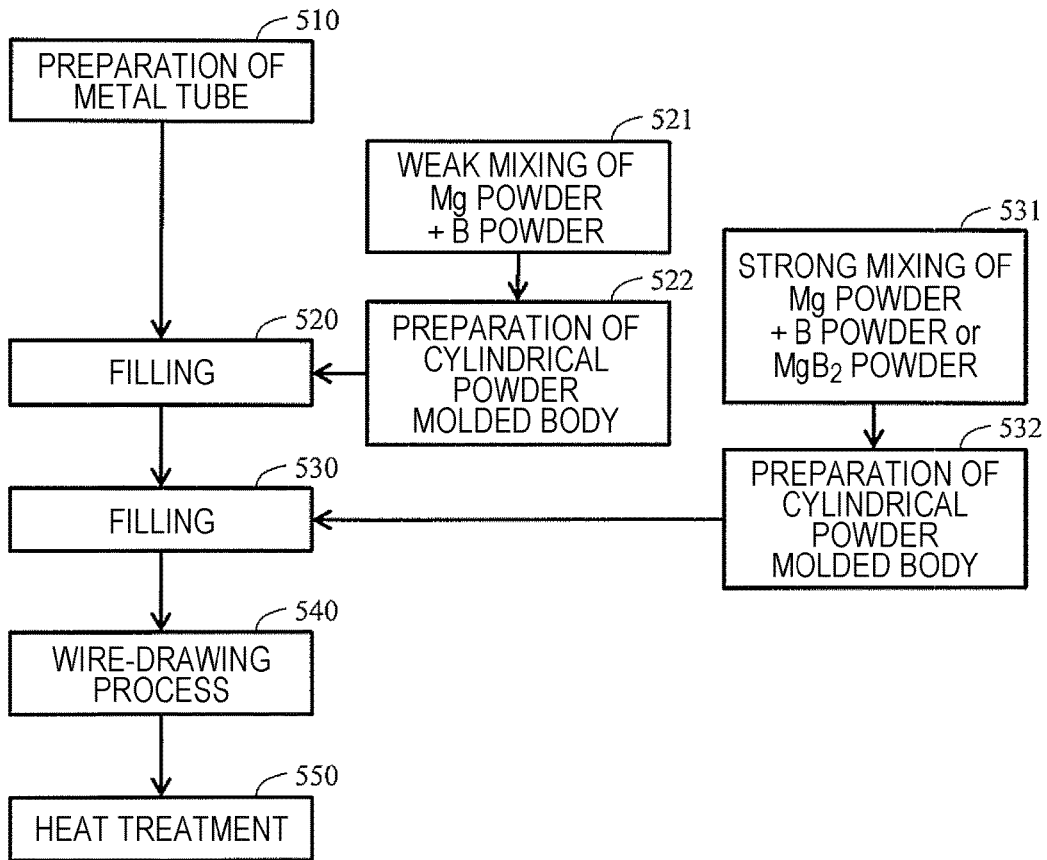 510
PREPARATION OF
METAL TUBE
521
WEAK MIXING OF
Mg POWDER
+ B POWDER
531
STRONG MIXING OF
Mg POWDER
+ B POWDER or
MgB₂ POWDER
522
PREPARATION OF
CYLINDRICAL
POWDER
MOLDED BODY
520
FILLING
532
PREPARATION OF
CYLINDRICAL
POWDER
MOLDED BODY
530
FILLING
540
WIRE-DRAWING
PROCESS
550
HEAT TREATMENT